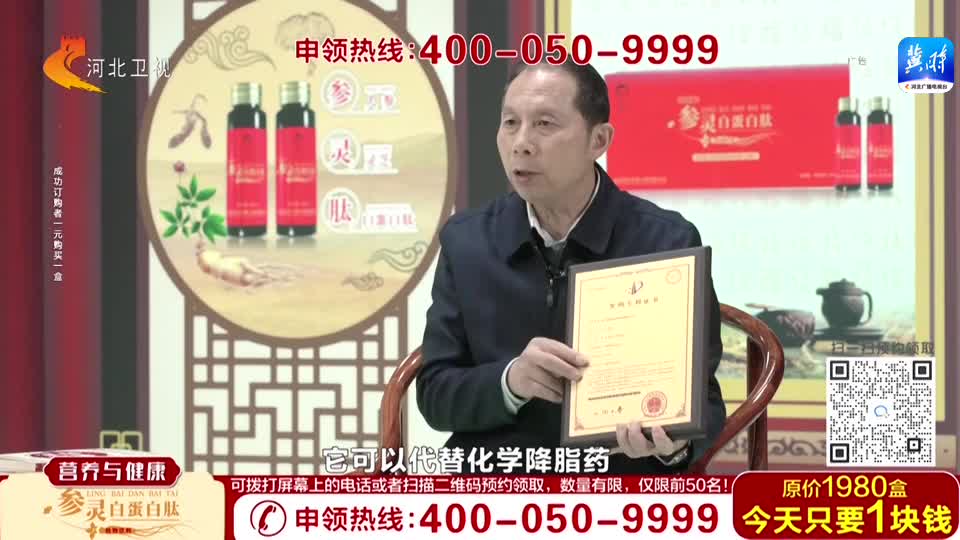 申领热线:400-050-9999
河北卫视
冀时
河北广播电视台
广告
参
灵
肽
白蛋白肽
参灵白蛋白肽
成功订购者一元购买一盒
扫一扫预约领取
它可以代替化学降脂药
营养与健康
LING BAI DAN BAI TAI
参灵白蛋白肽
可拨打屏幕上的电话或者扫描二维码预约领取,数量有限,仅限前50名!
申领热线:400-050-9999
原价1980盒
今天只要1块钱